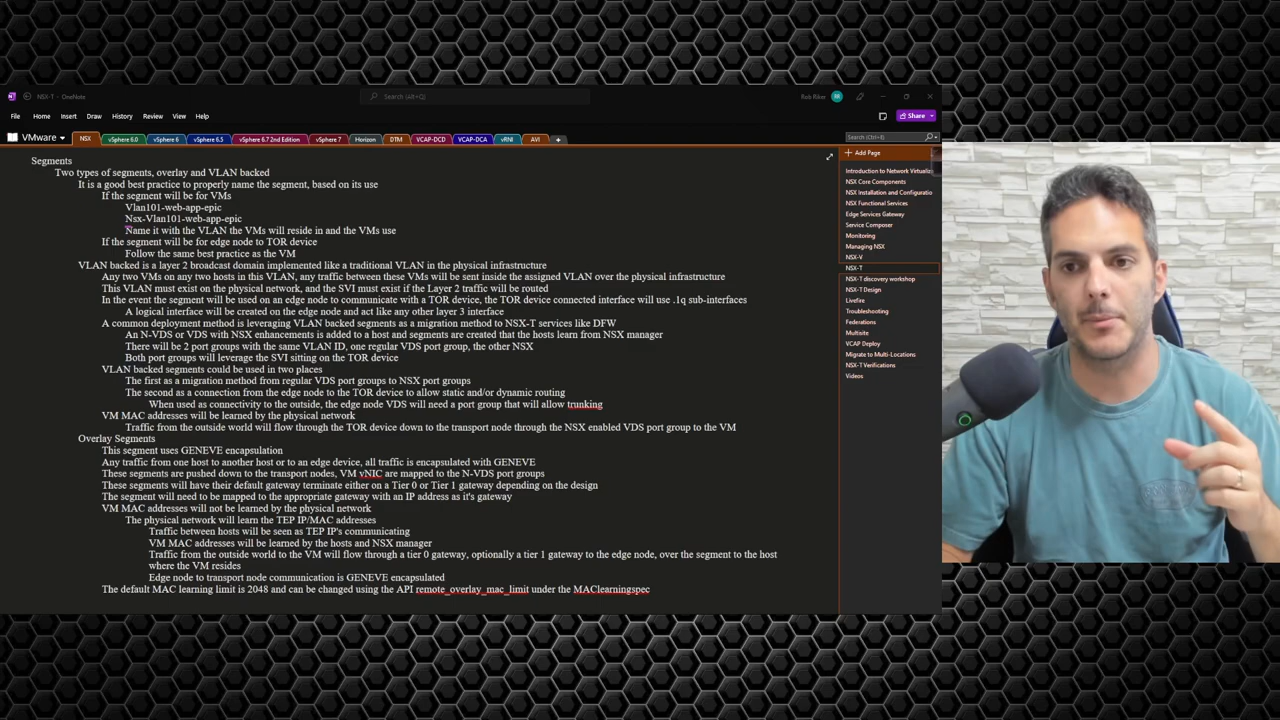 NSX-T - OneNote
Search (Alt+Q)
Rob Riker
RR
File Home Insert Draw History Review View Help
Share
VMware
NSX vSphere 6.0 vSphere 6 vSphere 6.5 vSphere 6.7 2nd Edition vSphere 7 Horizon DTM VCAP-DCD VCAP-DCA vRNI AVI +
Search (Ctrl+E)
Segments
Two types of segments, overlay and VLAN backed
It is a good best practice to properly name the segment, based on its use
If the segment will be for VMs
Vlan101-web-app-epic
Nsx-Vlan101-web-app-epic
Name it with the VLAN the VMs will reside in and the VMs use
If the segment will be for edge node to TOR device
Follow the same best practice as the VM
VLAN backed is a layer 2 broadcast domain implemented like a traditional VLAN in the physical infrastructure
Any two VMs on any two hosts in this VLAN, any traffic between these VMs will be sent inside the assigned VLAN over the physical infrastructure
This VLAN must exist on the physical network, and the SVI must exist if the Layer 2 traffic will be routed
In the event the segment will be used on an edge node to communicate with a TOR device, the TOR device connected interface will use .1q sub-interfaces
A logical interface will be created on the edge node and act like any other layer 3 interface
A common deployment method is leveraging VLAN backed segments as a migration method to NSX-T services like DFW
An N-VDS or VDS with NSX enhancements is added to a host and segments are created that the hosts learn from NSX manager
There will be 2 port groups with the same VLAN ID, one regular VDS port group, the other NSX
Both port groups will leverage the SVI sitting on the TOR device
VLAN backed segments could be used in two places
The first as a migration method from regular VDS port groups to NSX port groups
The second as a connection from the edge node to the TOR device to allow static and/or dynamic routing
When used as connectivity to the outside, the edge node VDS will need a port group that will allow trunking
VM MAC addresses will be learned by the physical network
Traffic from the outside world will flow through the TOR device down to the transport node through the NSX enabled VDS port group to the VM
Overlay Segments
This segment uses GENEVE encapsulation
Any traffic from one host to another host or to an edge device, all traffic is encapsulated with GENEVE
These segments are pushed down to the transport nodes, VM vNIC are mapped to the N-VDS port groups
These segments will have their default gateway terminate either on a Tier 0 or Tier 1 gateway depending on the design
The segment will need to be mapped to the appropriate gateway with an IP address as it's gateway
VM MAC addresses will not be learned by the physical network
The physical network will learn the TEP IP/MAC addresses
Traffic between hosts will be seen as TEP IP's communicating
VM MAC addresses will be learned by the hosts and NSX manager
Traffic from the outside world to the VM will flow through a tier 0 gateway, optionally a tier 1 gateway to the edge node, over the segment to the host
where the VM resides
Edge node to transport node communication is GENEVE encapsulated
The default MAC learning limit is 2048 and can be changed using the API remote_overlay_mac_limit under the MAClearningspec
Add Page
Introduction to Network Virtualiz
NSX Core Components
NSX Installation and Configuratio
NSX Functional Services
Edge Services Gateway
Service Composer
Monitoring
Managing NSX
NSX-V
NSX-T
NSX-T discovery workshop
NSX-T Design
Livefire
Troubleshooting
Federations
Multisite
VCAP Deploy
Migrate to Multi-Locations
NSX-T Verifications
Videos